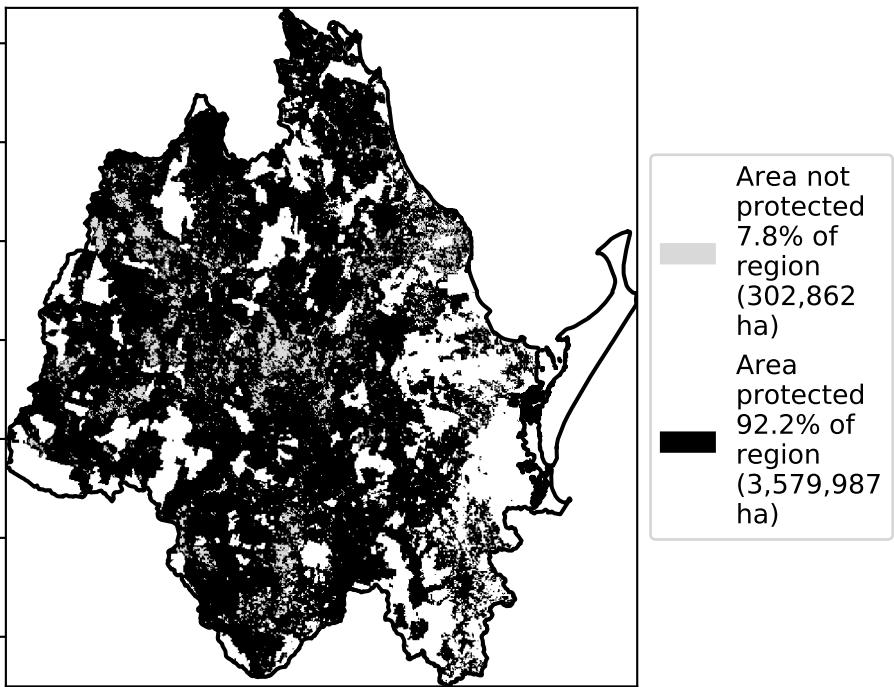 Area not
protected
7.8% of
region
(302,862
ha)
Area
protected
92.2% of
region
(3,579,987
ha)